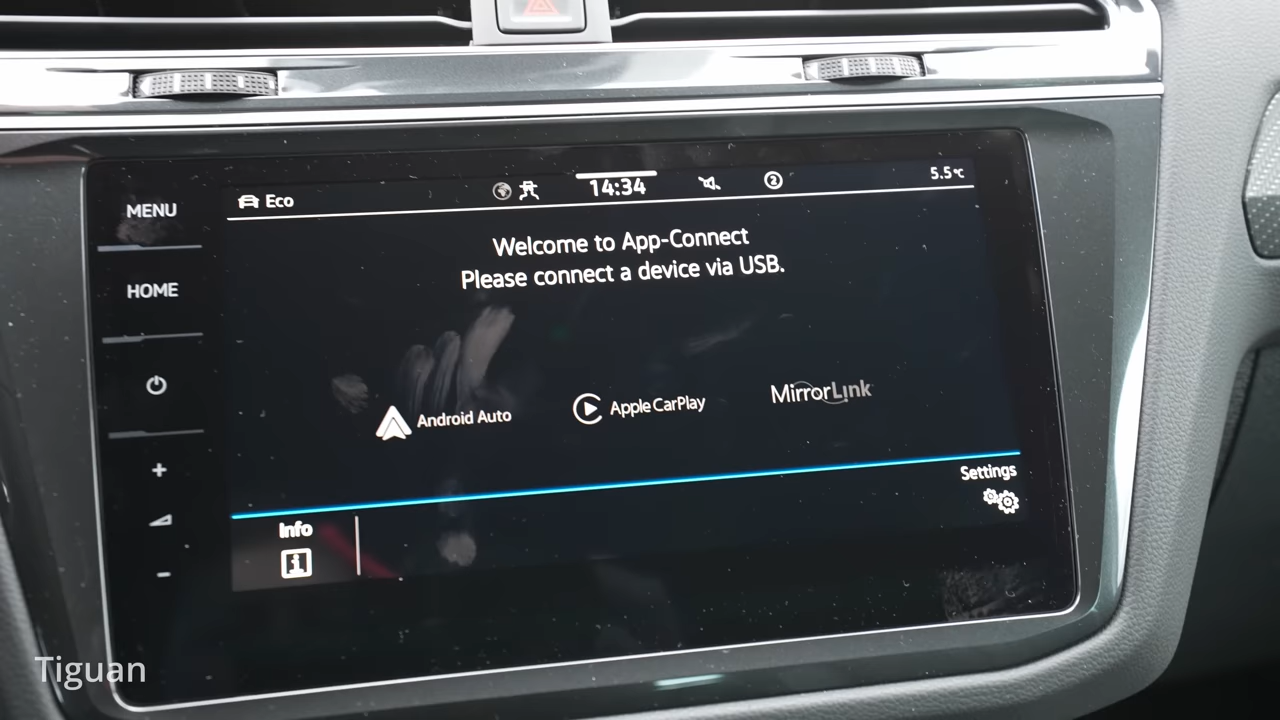 MENU
HOME
Eco
14:34
2
5.5°C
Welcome to App-Connect
Please connect a device via USB.
Android Auto
Apple CarPlay
MirrorLink
Settings
Info
i
+
-
Tiguan